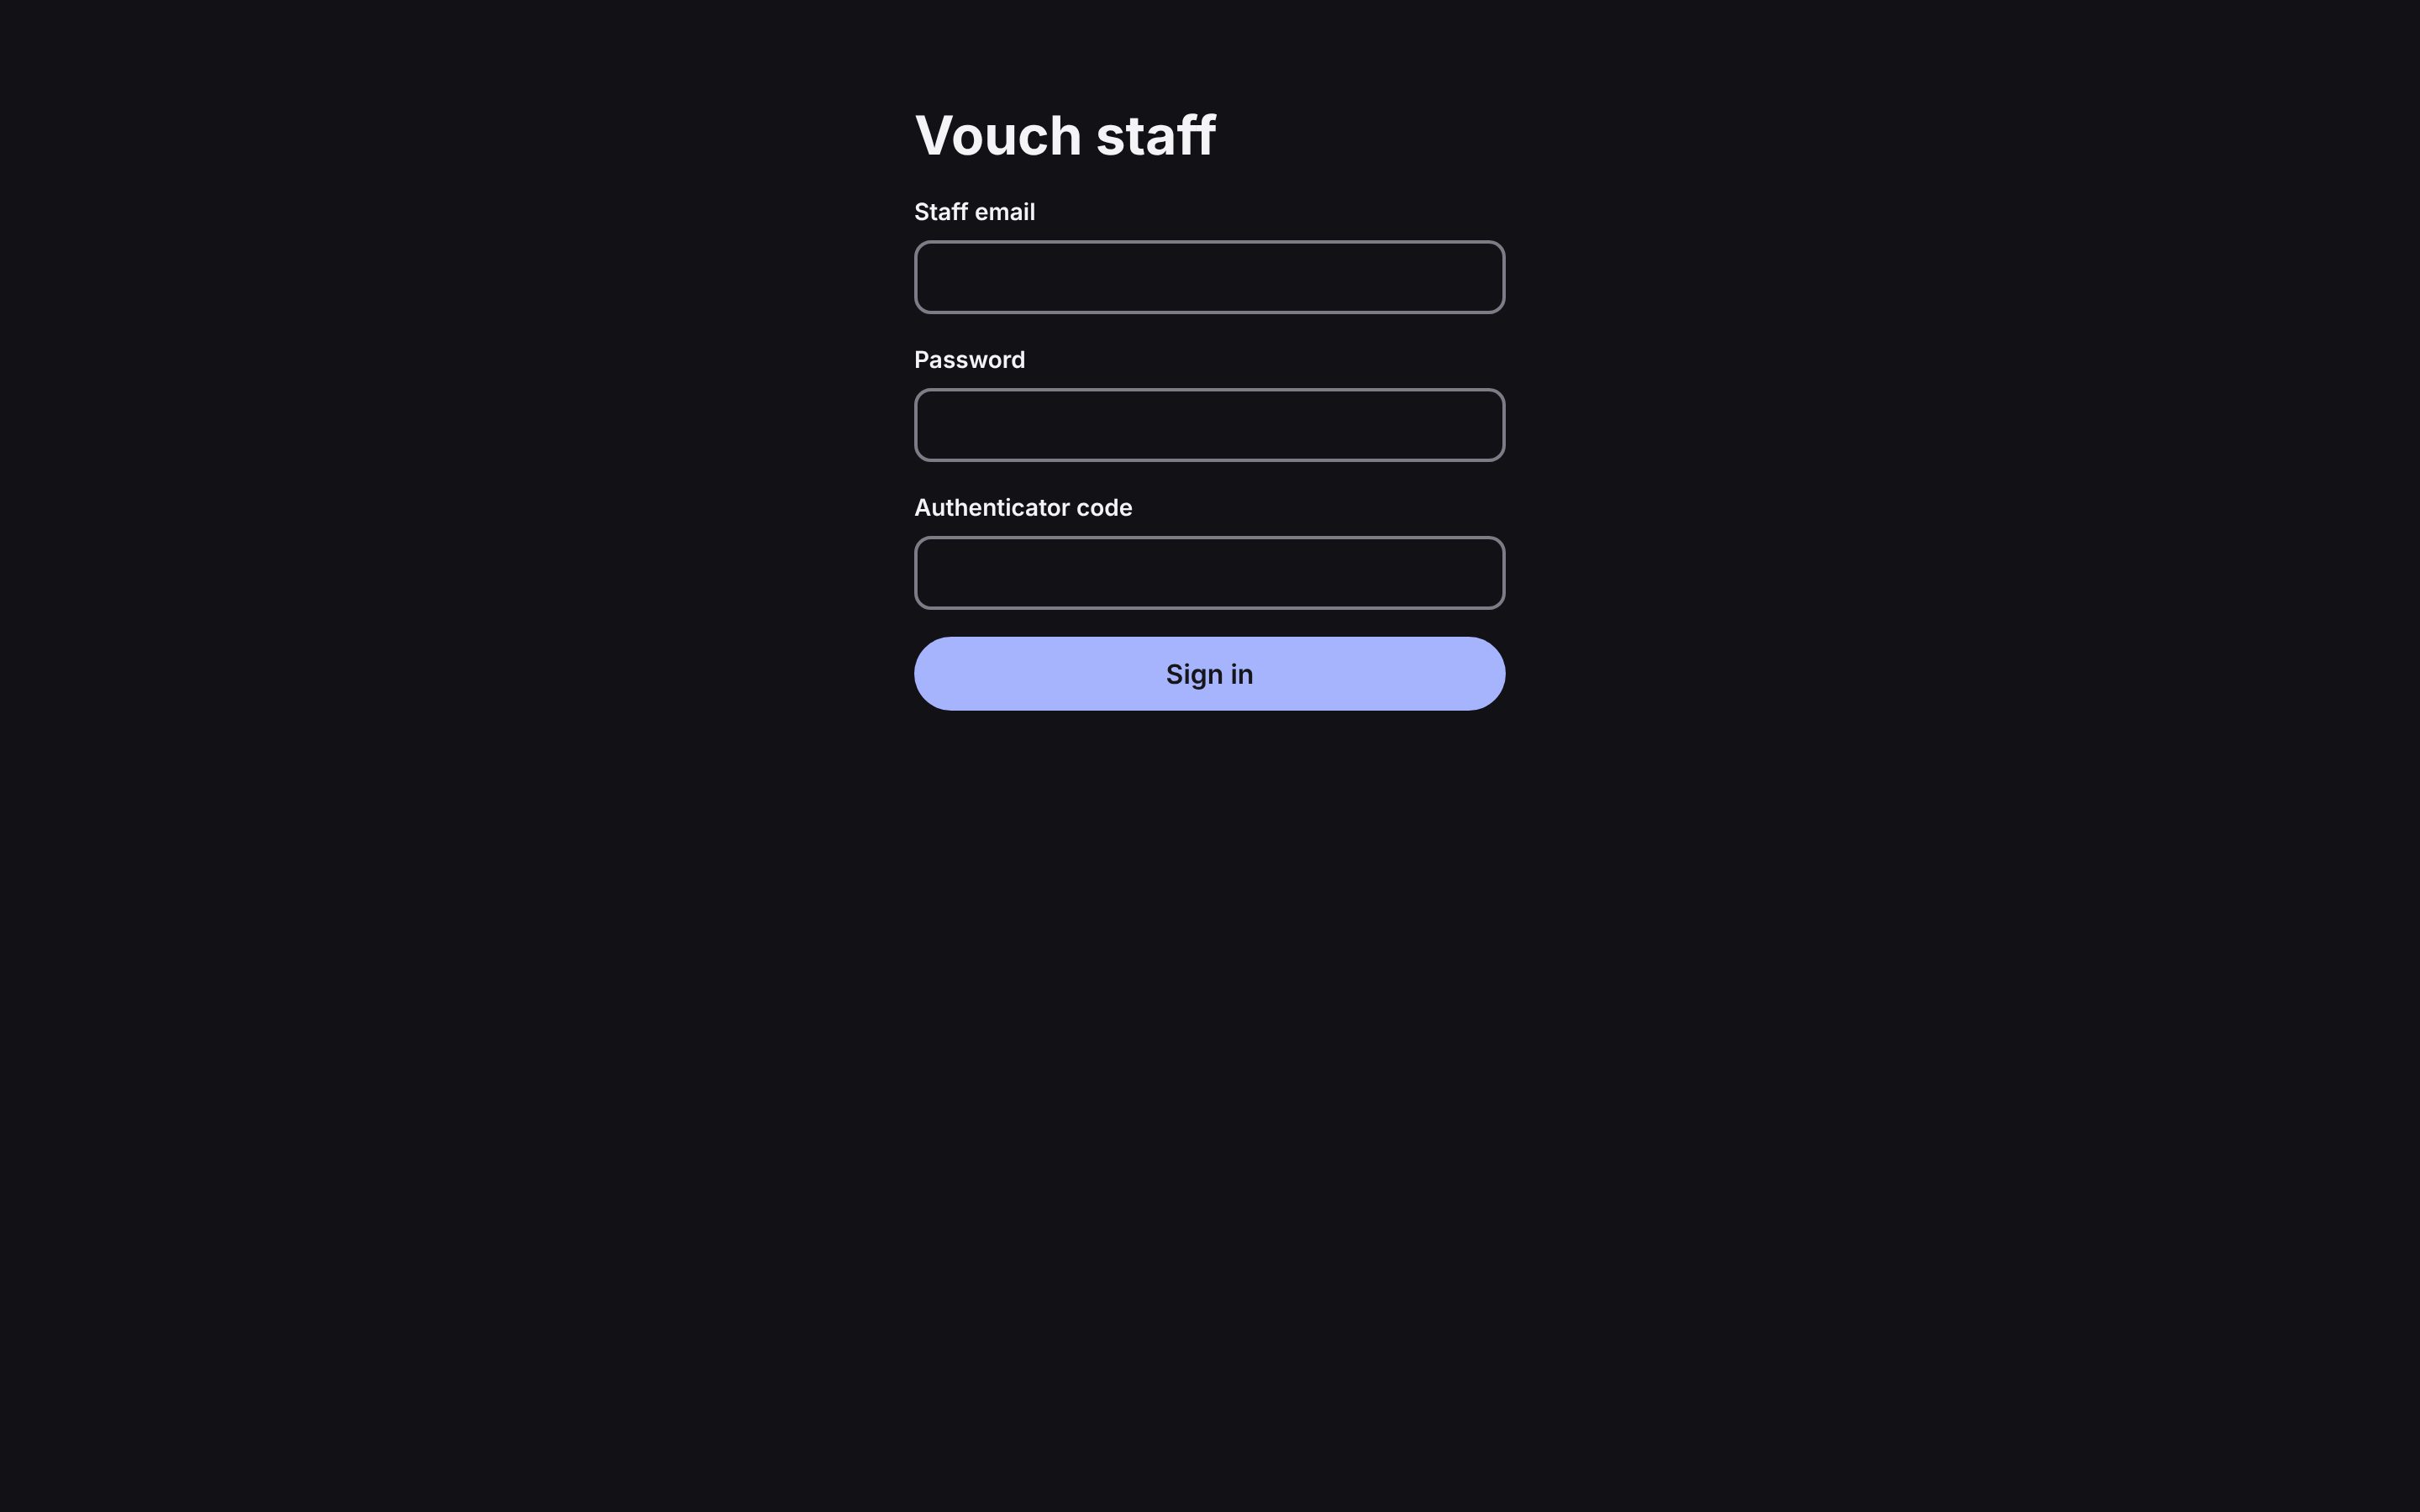 Vouch staff
Staff email
Password
Authenticator code
Sign in